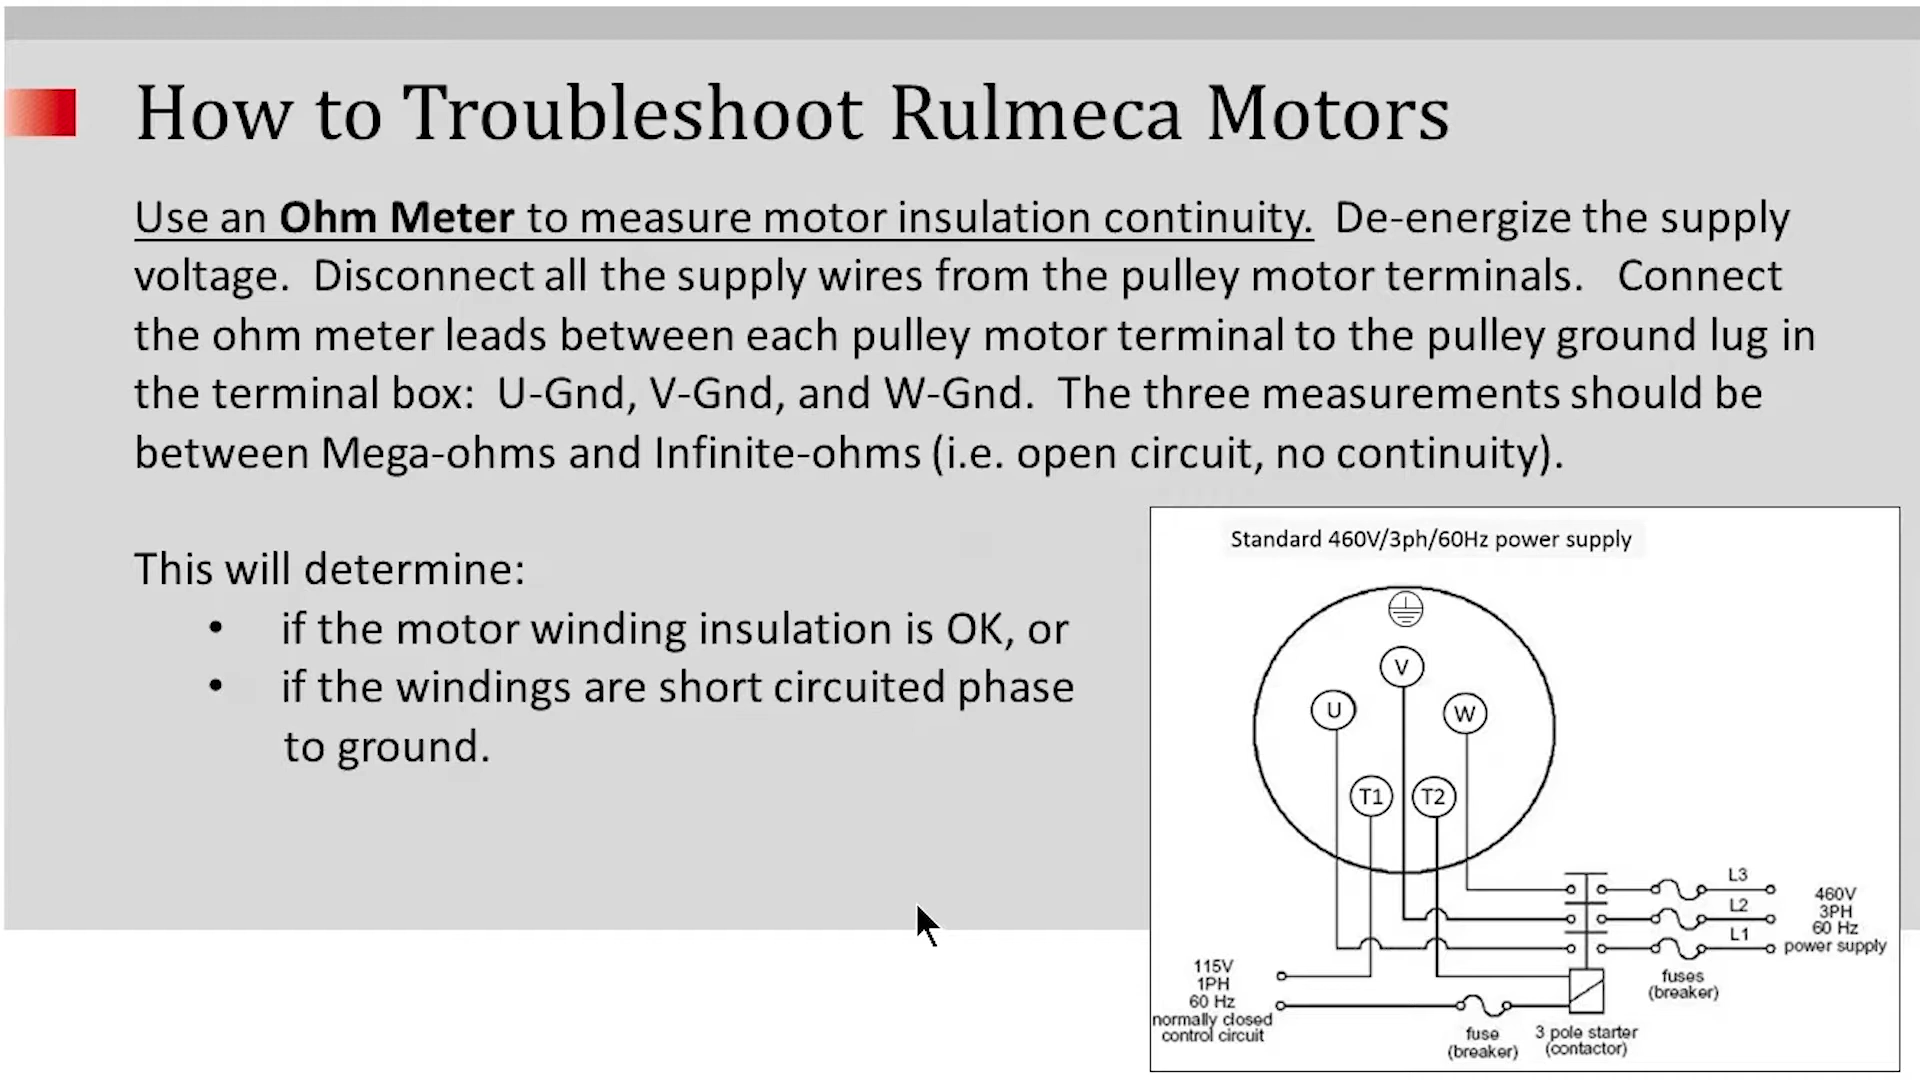 How to Troubleshoot Rulmeca Motors
Use an Ohm Meter to measure motor insulation continuity. De-energize the supply
voltage. Disconnect all the supply wires from the pulley motor terminals. Connect
the ohm meter leads between each pulley motor terminal to the pulley ground lug in
the terminal box: U-Gnd, V-Gnd, and W-Gnd. The three measurements should be
between Mega-ohms and Infinite-ohms (i.e. open circuit, no continuity).
This will determine:
• if the motor winding insulation is OK, or
• if the windings are short circuited phase
to ground.
Standard 460V/3ph/60Hz power supply
V
U
W
T1
T2
L3
L2
L1
460V
3PH
60 Hz
power supply
fuses
(breaker)
115V
1PH
60 Hz
normally closed
control circuit
fuse
(breaker)
3 pole starter
(contactor)